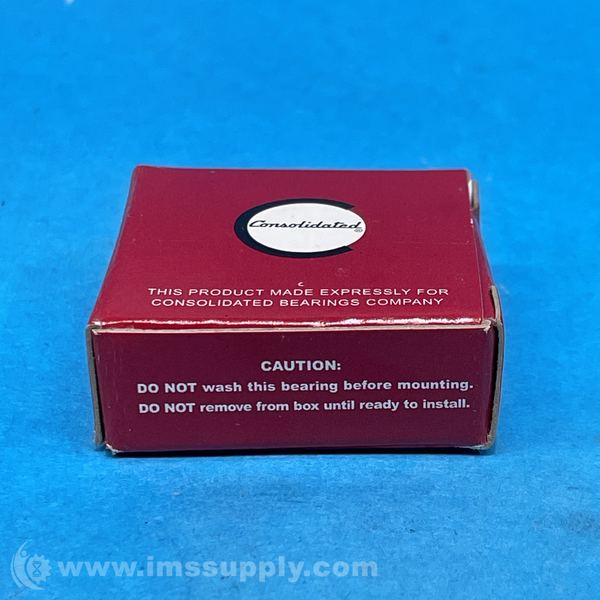 Consolidated®
THIS PRODUCT MADE EXPRESSLY FOR
CONSOLIDATED BEARINGS COMPANY
CAUTION:
DO NOT wash this bearing before mounting.
DO NOT remove from box until ready to install.
www.imssupply.com